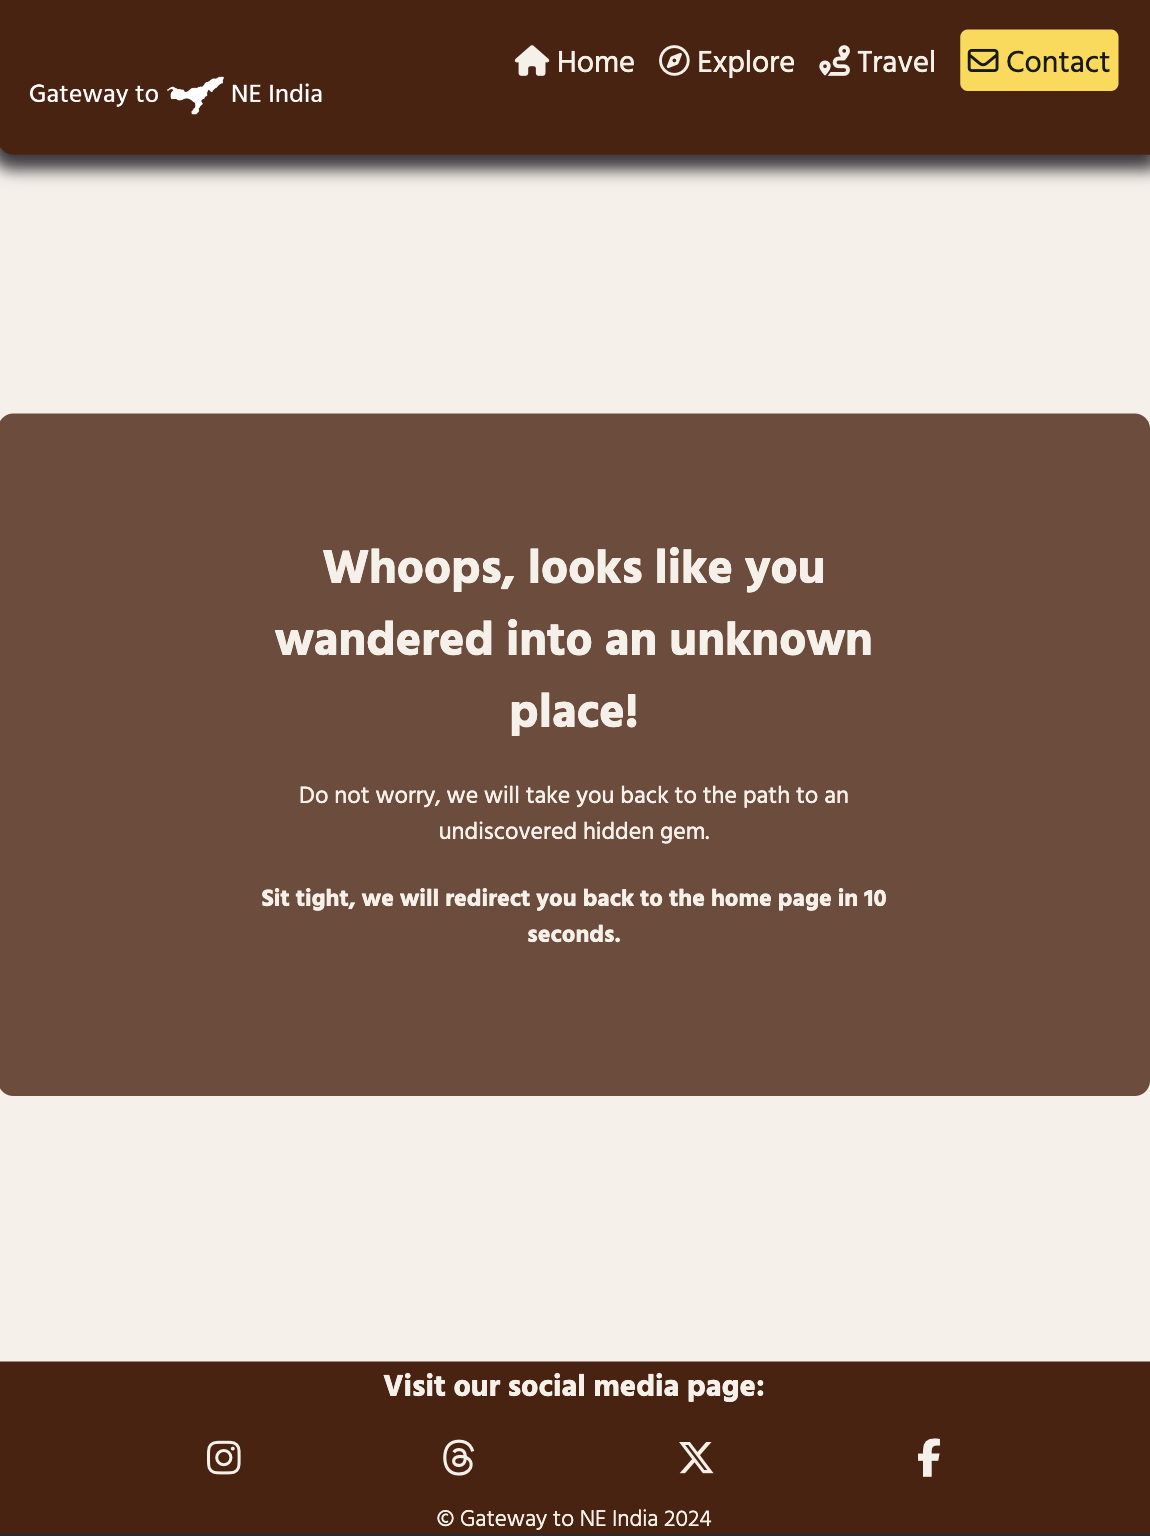 Gateway to NE India
Home Explore Travel Contact
Whoops, looks like you
wandered into an unknown
place!
Do not worry, we will take you back to the path to an
undiscovered hidden gem.
Sit tight, we will redirect you back to the home page in 10
seconds.
Visit our social media page:
© Gateway to NE India 2024